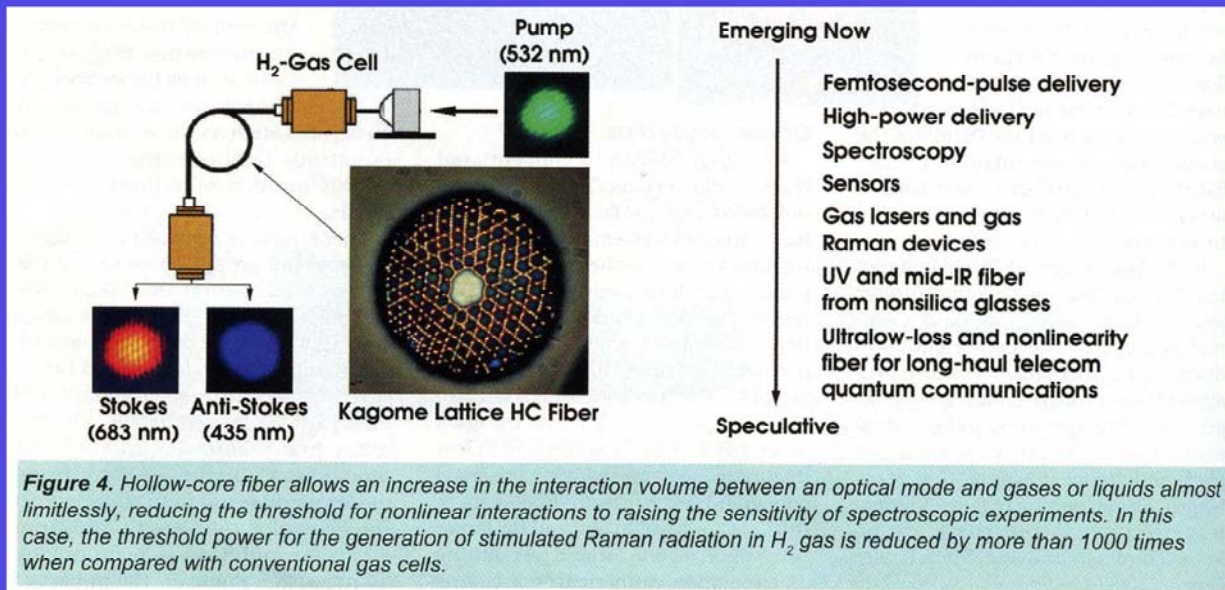 Pump
(532 nm)
H₂-Gas Cell
Stokes
(683 nm)
Anti-Stokes
(435 nm)
Kagome Lattice HC Fiber
Emerging Now
Femtosecond-pulse delivery
High-power delivery
Spectroscopy
Sensors
Gas lasers and gas
Raman devices
UV and mid-IR fiber
from nonsilica glasses
Ultralow-loss and nonlinearity
fiber for long-haul telecom
quantum communications
Speculative
Figure 4. Hollow-core fiber allows an increase in the interaction volume between an optical mode and gases or liquids almost
limitlessly, reducing the threshold for nonlinear interactions to raising the sensitivity of spectroscopic experiments. In this
case, the threshold power for the generation of stimulated Raman radiation in H₂ gas is reduced by more than 1000 times
when compared with conventional gas cells.